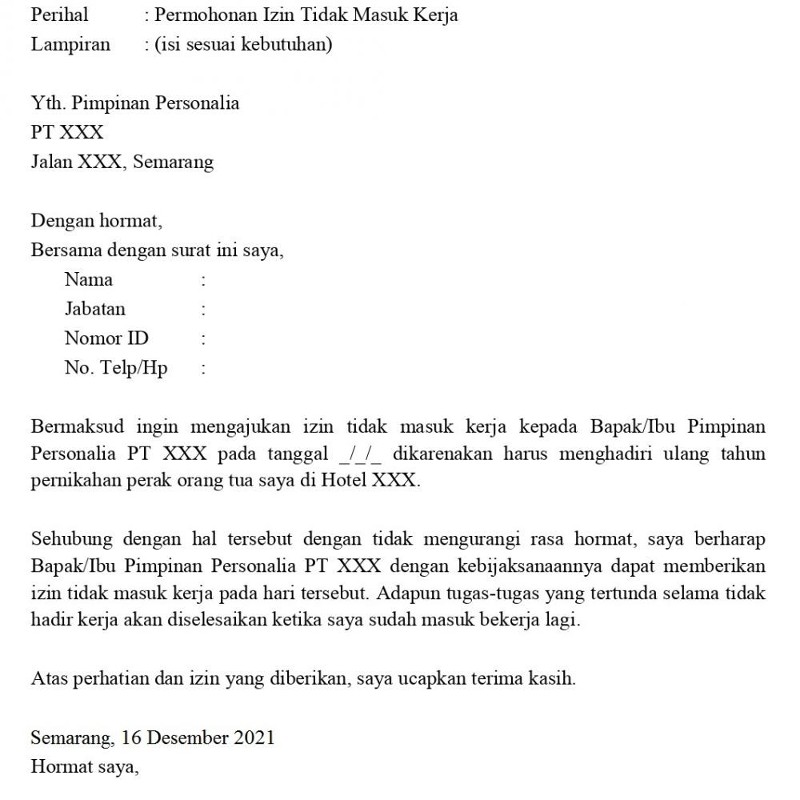 Perihal : Permohonan Izin Tidak Masuk Kerja
Lampiran : (isi sesuai kebutuhan)
Yth. Pimpinan Personalia
PT XXX
Jalan XXX, Semarang
Dengan hormat,
Bersama dengan surat ini saya,
Nama :
Jabatan :
Nomor ID :
No. Telp/Hp :
Bermaksud ingin mengajukan izin tidak masuk kerja kepada Bapak/Ibu Pimpinan
Personalia PT XXX pada tanggal _/_/_ dikarenakan harus menghadiri ulang tahun
pernikahan perak orang tua saya di Hotel XXX.
Sehubung dengan hal tersebut dengan tidak mengurangi rasa hormat, saya berharap
Bapak/Ibu Pimpinan Personalia PT XXX dengan kebijaksanaannya dapat memberikan
izin tidak masuk kerja pada hari tersebut. Adapun tugas-tugas yang tertunda selama tidak
hadir kerja akan diselesaikan ketika saya sudah masuk bekerja lagi.
Atas perhatian dan izin yang diberikan, saya ucapkan terima kasih.
Semarang, 16 Desember 2021
Hormat saya,